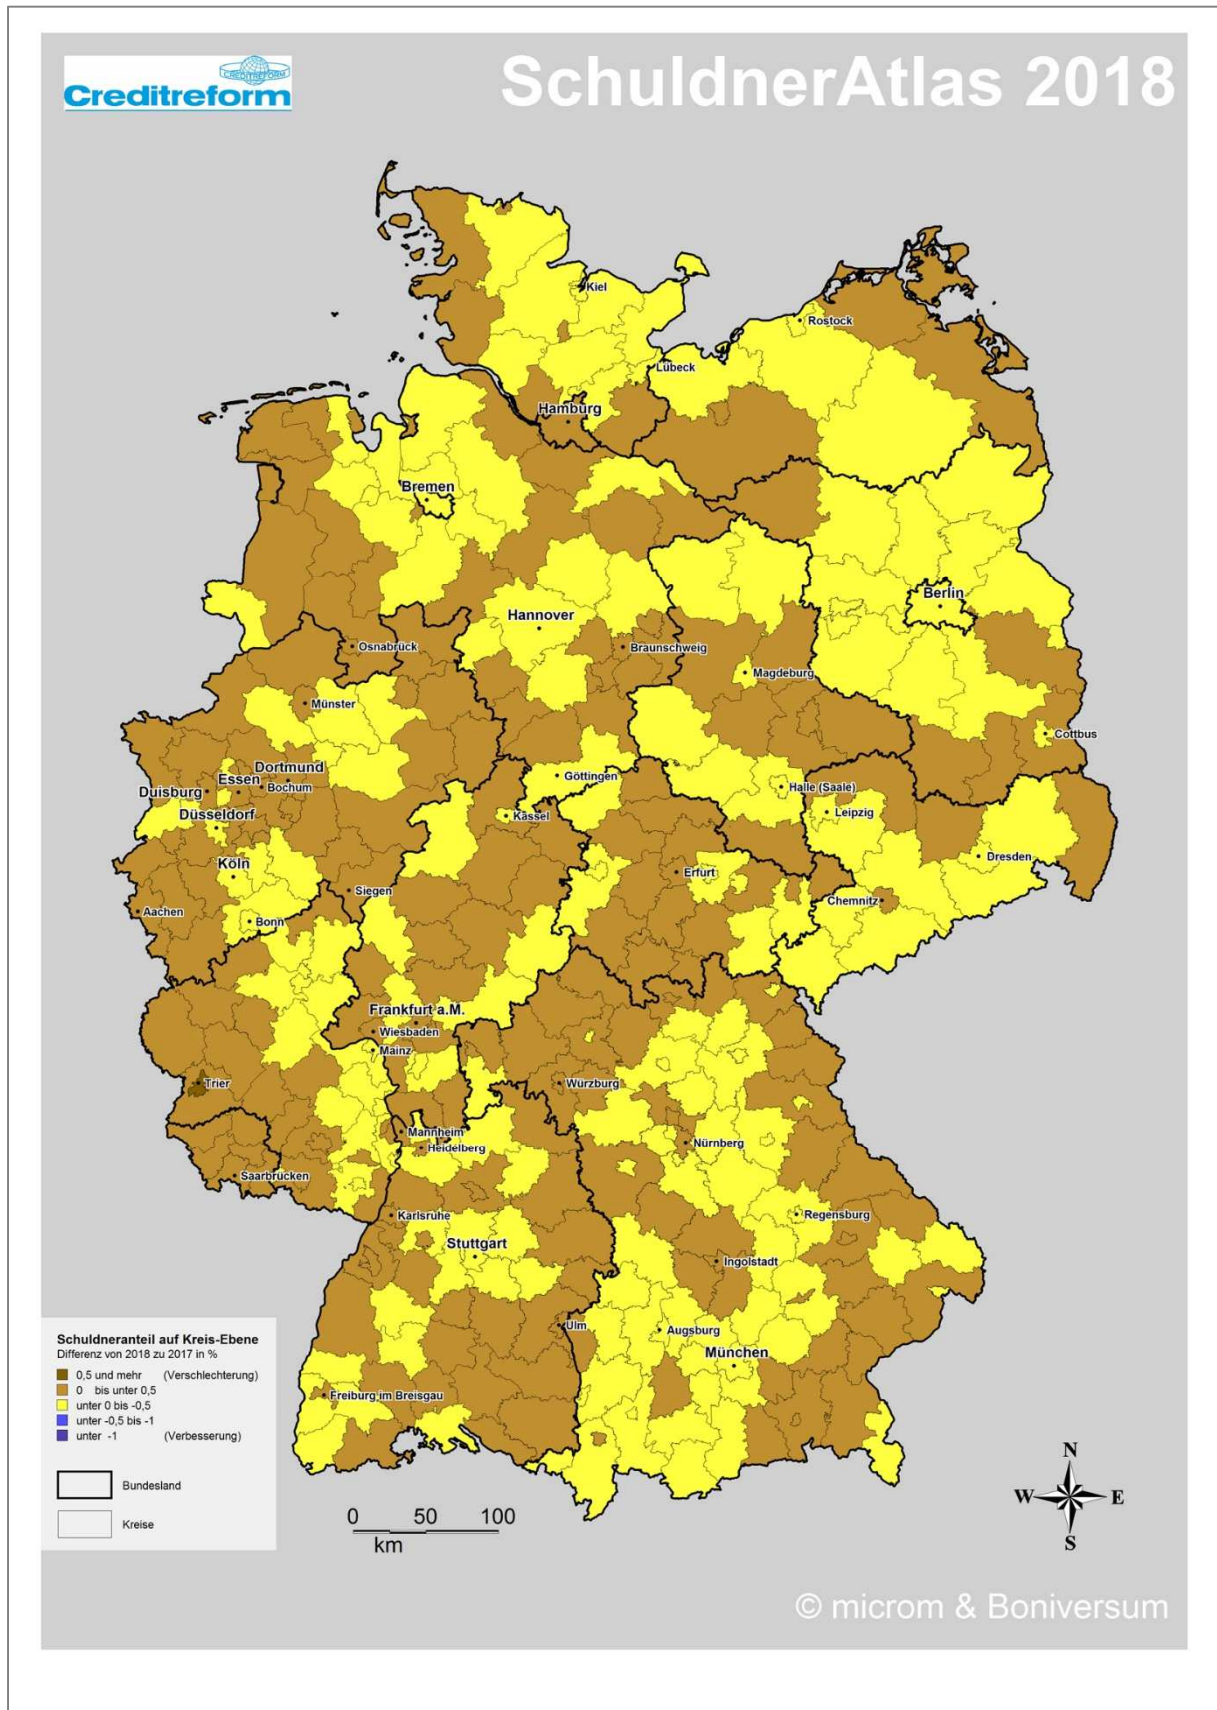 CREDITREFORM
Creditreform
SchuldnerAtlas 2018
Kiel
Rostock
Lübeck
Hamburg
Bremen
Berlin
Hannover
Osnabrück
Braunschweig
Magdeburg
Münster
Cottbus
Dortmund
Essen
Bochum
Duisburg
Göttingen
Halle (Saale)
Düsseldorf
Kassel
Leipzig
Dresden
Köln
Erfurt
Siegen
Chemnitz
Aachen
Bonn
Frankfurt a.M.
Wiesbaden
Mainz
Trier
Würzburg
Mannheim
Heidelberg
Nürnberg
Saarbrücken
Karlsruhe
Regensburg
Stuttgart
Ingolstadt
Ulm
Augsburg
München
Freiburg im Breisgau
Schuldneranteil auf Kreis-Ebene
Differenz von 2018 zu 2017 in %
0,5 und mehr (Verschlechterung)
0 bis unter 0,5
unter 0 bis -0,5
unter -0,5 bis -1
unter -1 (Verbesserung)
Bundesland
Kreise
0 50 100
km
N
W E
S
© microm & Boniversum